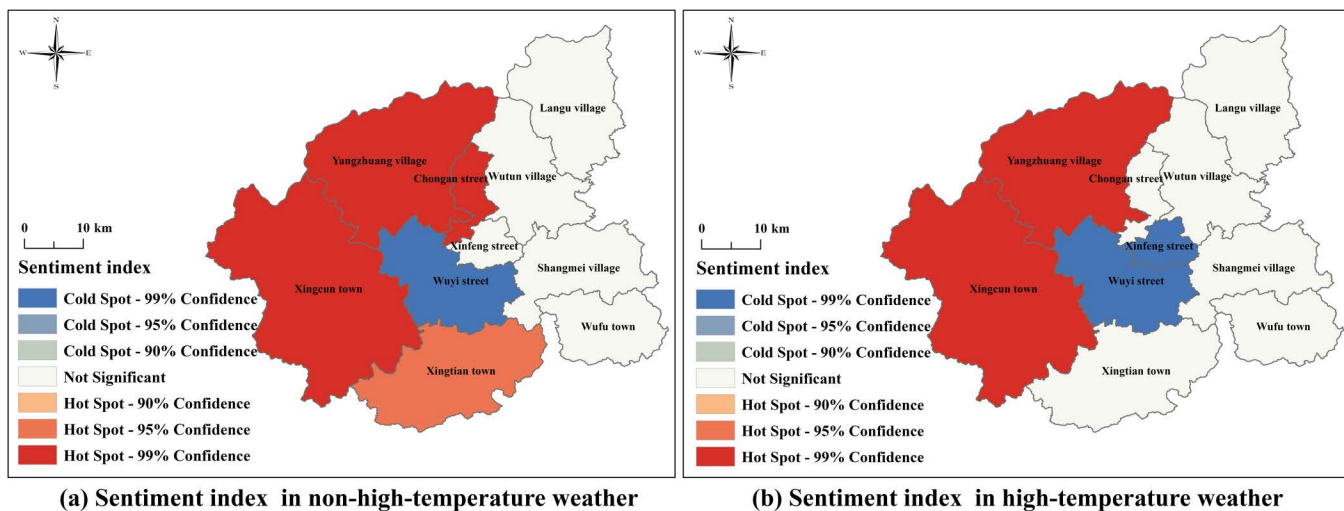 N
W E
S
Langu village
Yangzhuang village
Chongan street
Wutun village
0 10 km
Xinfeng street
Shangmei village
Sentiment index
Wuyi street
Xingcun town
Cold Spot - 99% Confidence
Cold Spot - 95% Confidence
Wufu town
Cold Spot - 90% Confidence
Xingtian town
Not Significant
Hot Spot - 90% Confidence
Hot Spot - 95% Confidence
Hot Spot - 99% Confidence
(a) Sentiment index in non-high-temperature weather
N
W E
S
Langu village
Yangzhuang village
Chongan street
Wutun village
0 10 km
Xinfeng street
Shangmei village
Sentiment index
Wuyi street
Xingcun town
Cold Spot - 99% Confidence
Cold Spot - 95% Confidence
Wufu town
Cold Spot - 90% Confidence
Xingtian town
Not Significant
Hot Spot - 90% Confidence
Hot Spot - 95% Confidence
Hot Spot - 99% Confidence
(b) Sentiment index in high-temperature weather